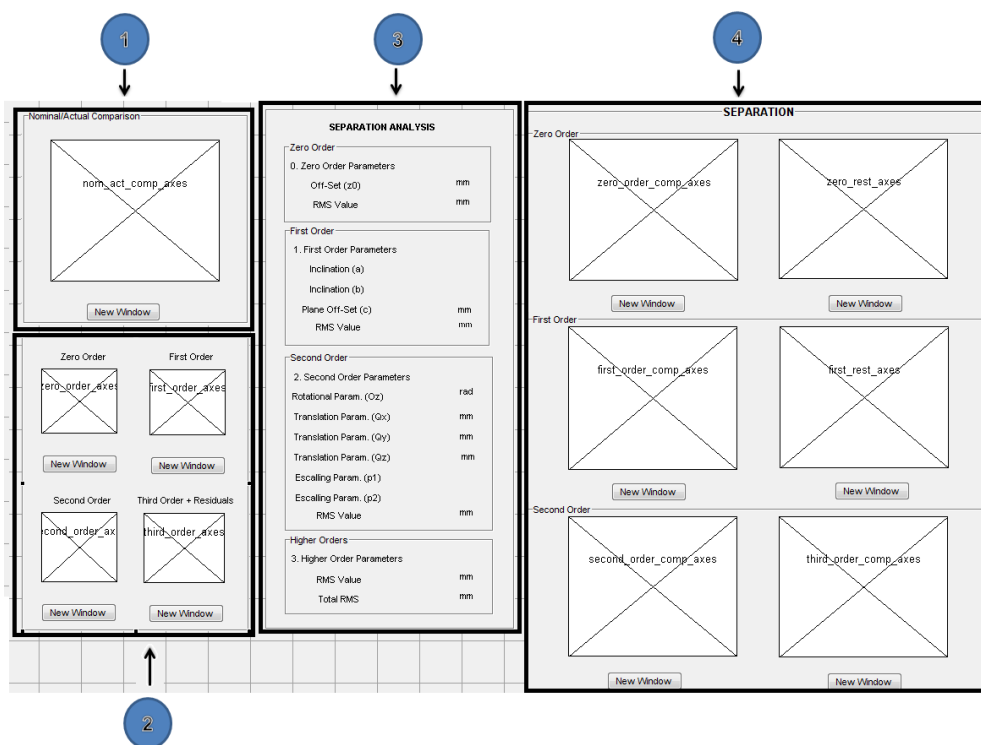 1
3
4
Nominal/Actual Comparison
nom_act_comp_axes
New Window
Zero Order
First Order
zero_order_axes
first_order_axes
New Window
New Window
Second Order
Third Order + Residuals
econd_order_ax
third_order_axes
New Window
New Window
2
SEPARATION ANALYSIS
Zero Order
0. Zero Order Parameters
Off-Set (z0) mm
RMS Value mm
First Order
1. First Order Parameters
Inclination (a)
Inclination (b)
Plane Off-Set (c) mm
RMS Value mm
Second Order
2. Second Order Parameters
Rotational Param. (Oz) rad
Translation Param. (Qx) mm
Translation Param. (Qy) mm
Translation Param. (Qz) mm
Escalling Param. (p1)
Escalling Param. (p2)
RMS Value mm
Higher Orders
3. Higher Order Parameters
RMS Value mm
Total RMS mm
SEPARATION
Zero Order
zero_order_comp_axes
zero_rest_axes
New Window
New Window
First Order
first_order_comp_axes
first_rest_axes
New Window
New Window
Second Order
second_order_comp_axes
third_order_comp_axes
New Window
New Window